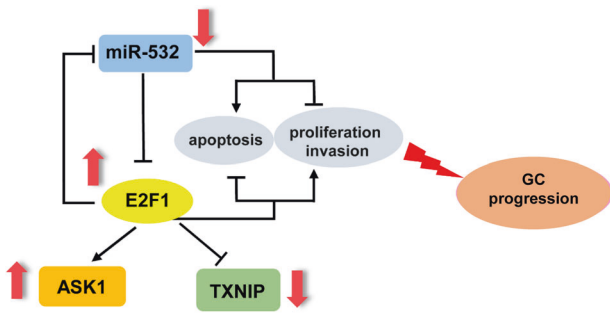 miR-532
apoptosis
proliferation
invasion
GC
progression
E2F1
ASK1
TXNIP